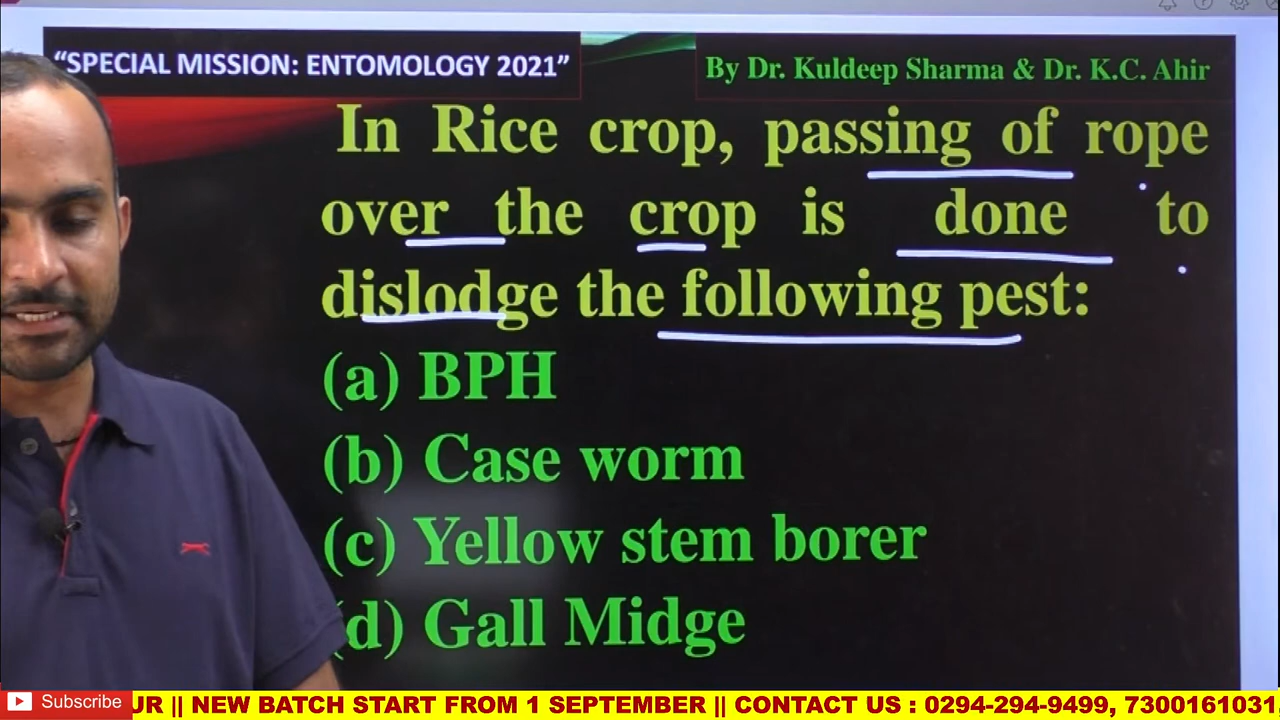 “SPECIAL MISSION: ENTOMOLOGY 2021”
By Dr. Kuldeep Sharma & Dr. K.C. Ahir
In Rice crop, passing of rope
over the crop is done to
dislodge the following pest:
(a) BPH
(b) Case worm
(c) Yellow stem borer
(d) Gall Midge
Subscribe
UR || NEW BATCH START FROM 1 SEPTEMBER || CONTACT US : 0294-294-9499, 7300161031